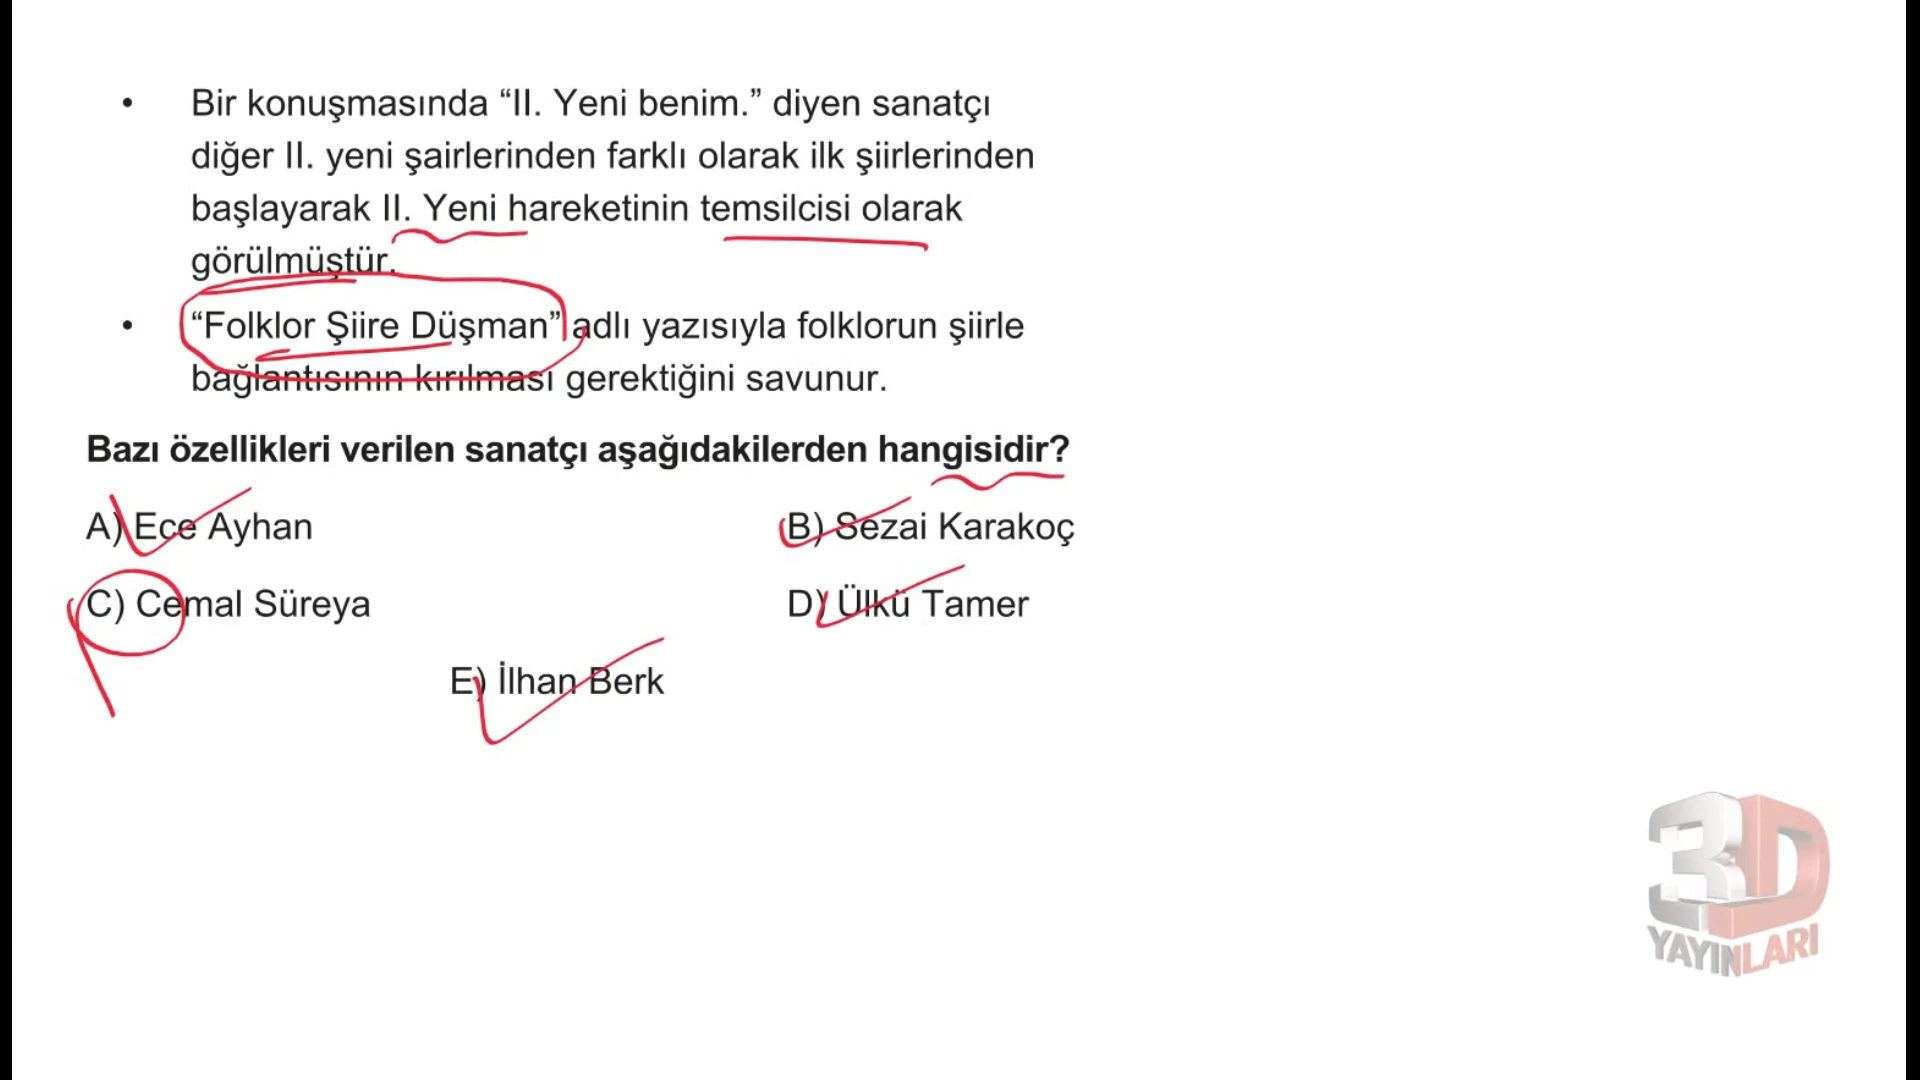 • Bir konuşmasında “II. Yeni benim.” diyen sanatçı
diğer II. yeni şairlerinden farklı olarak ilk şiirlerinden
başlayarak II. Yeni hareketinin temsilcisi olarak
görülmüştür.
• “Folklor Şiire Düşman” adlı yazısıyla folklorun şiirle
bağlantısının kırılması gerektiğini savunur.
Bazı özellikleri verilen sanatçı aşağıdakilerden hangisidir?
A) Ece Ayhan B) Sezai Karakoç
C) Cemal Süreya D) Ülkü Tamer
E) İlhan Berk
3D
YAYINLARI